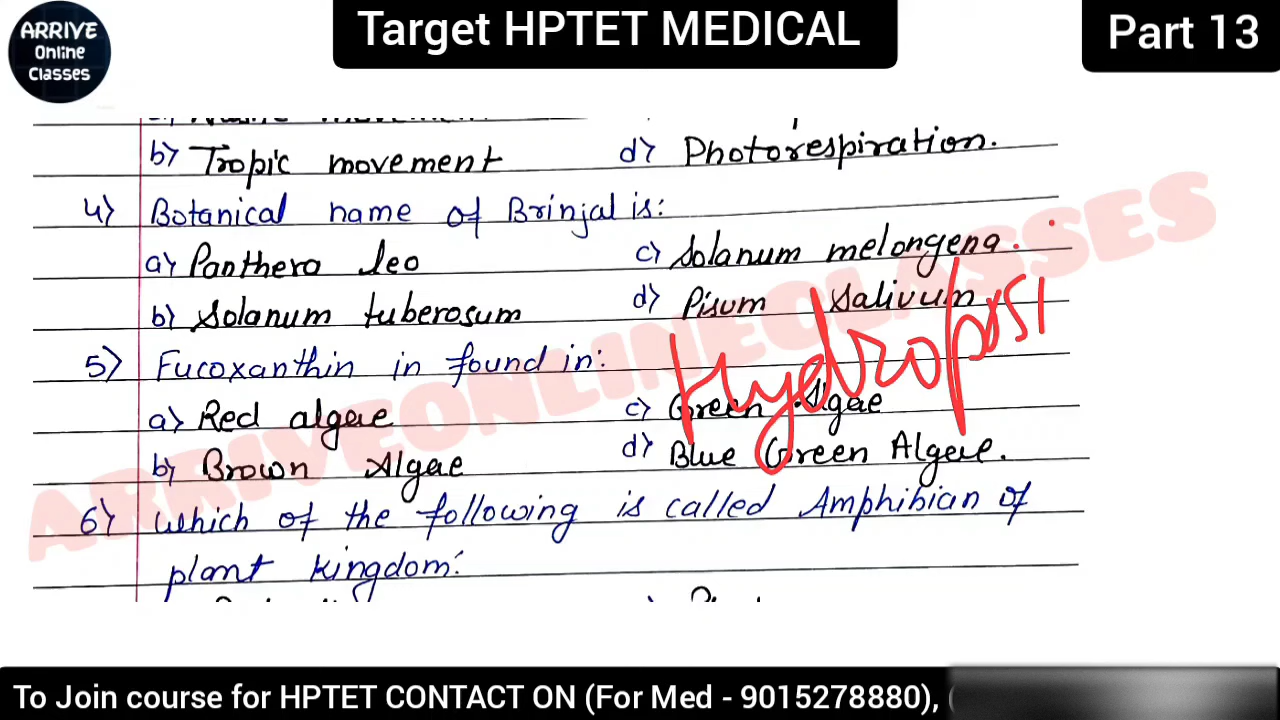 ARRIVE
Online
Classes
Target HPTET MEDICAL
Part 13
b) Tropic movement
d) Photorespiration.
4) Botanical name of Brinjal is:
a) Panthera leo
c) Solanum melongena.
b) Solanum tuberosum
d) Pisum Salivum
Hydropos
5) Fucoxanthin in found in:
a) Red algae
c) Green Algae
b) Brown Algae
d) Blue Green Algae.
6) Which of the following is called Amphibian of
plant kingdom:
ARRIVEONLINECLASSES
To Join course for HPTET CONTACT ON (For Med - 9015278880), (